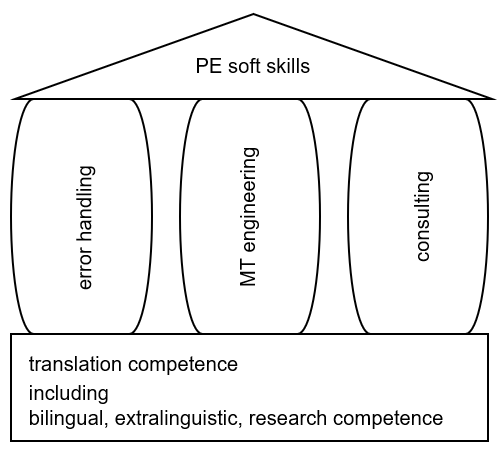 PE soft skills
error handling
MT engineering
consulting
translation competence
including
bilingual, extralinguistic, research competence